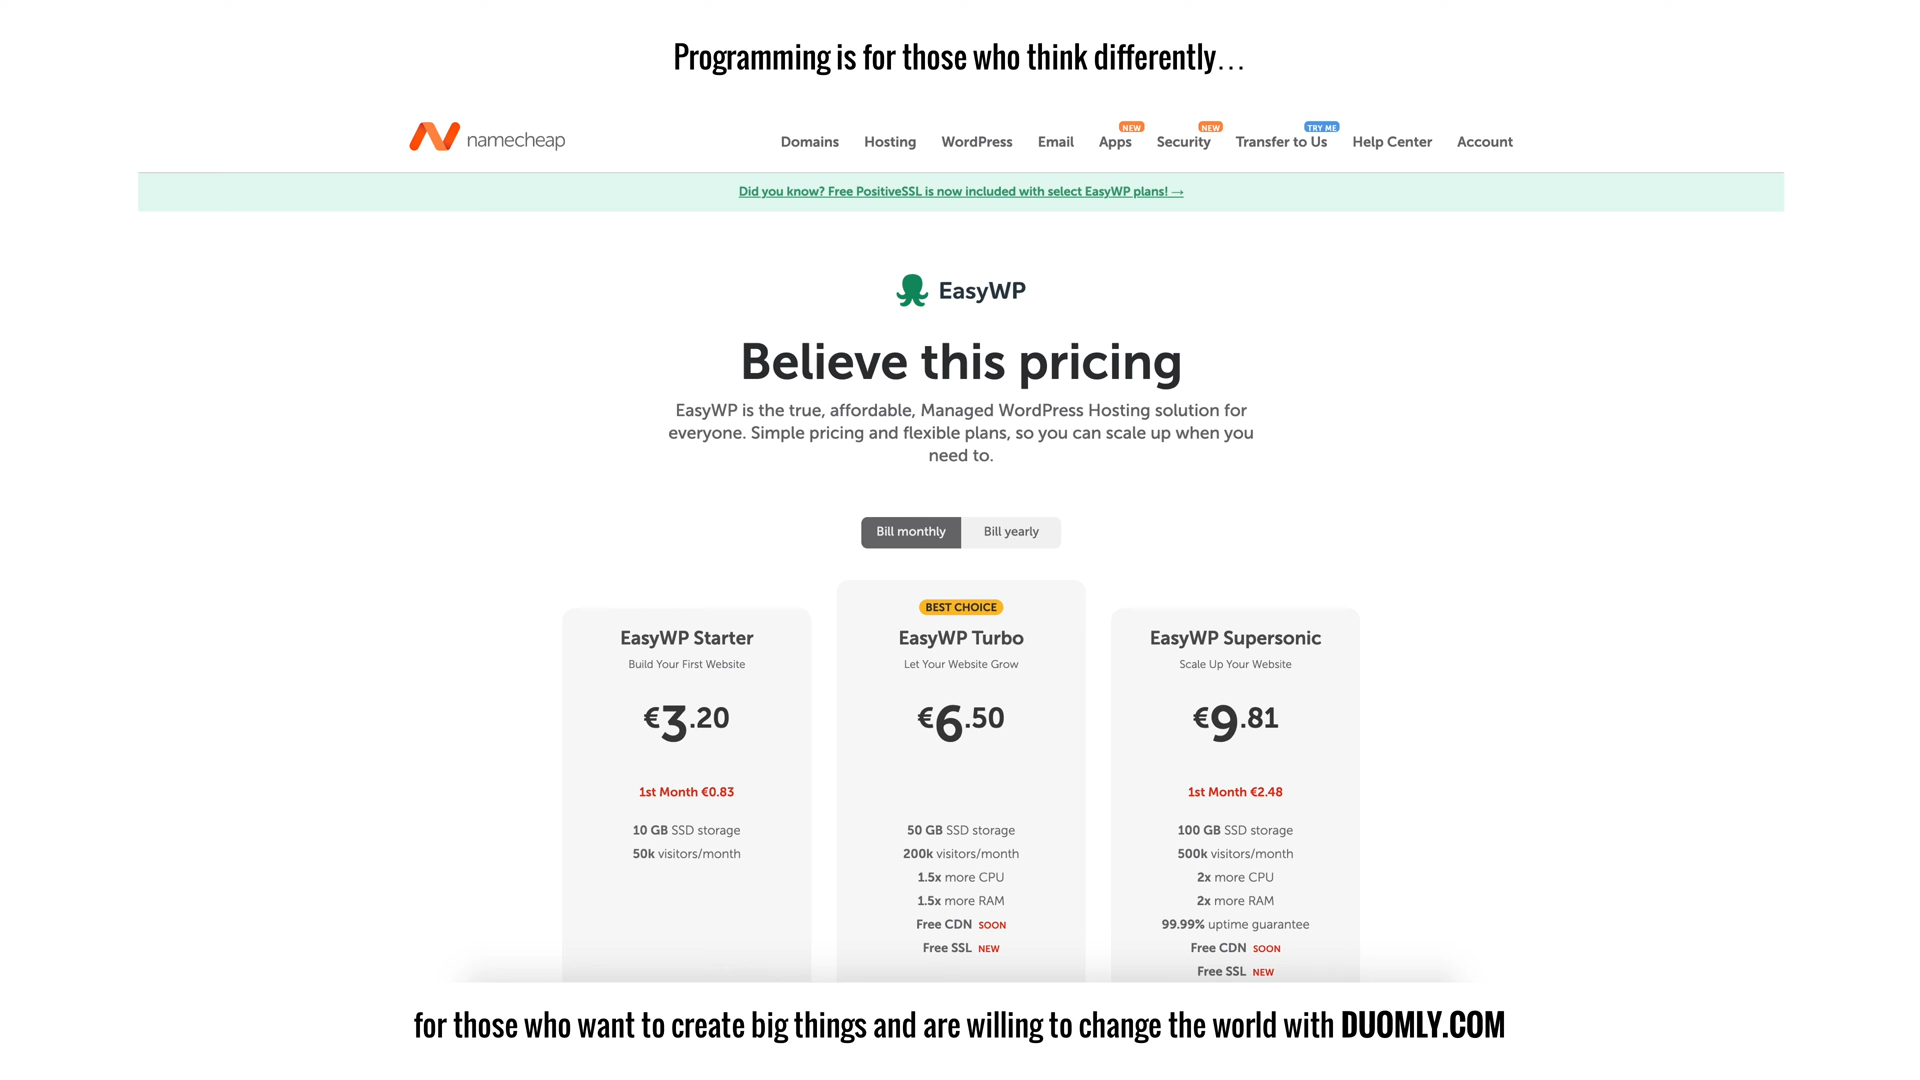 Programming is for those who think differently...
namecheap
Domains Hosting WordPress Email Apps NEW Security NEW Transfer to Us TRY ME Help Center Account
Did you know? Free PositiveSSL is now included with select EasyWP plans! →
EasyWP
Believe this pricing
EasyWP is the true, affordable, Managed WordPress Hosting solution for
everyone. Simple pricing and flexible plans, so you can scale up when you
need to.
Bill monthly Bill yearly
EasyWP Starter
Build Your First Website
€3.20
1st Month €0.83
10 GB SSD storage
50k visitors/month
BEST CHOICE
EasyWP Turbo
Let Your Website Grow
€6.50
50 GB SSD storage
200k visitors/month
1.5x more CPU
1.5x more RAM
Free CDN SOON
Free SSL NEW
EasyWP Supersonic
Scale Up Your Website
€9.81
1st Month €2.48
100 GB SSD storage
500k visitors/month
2x more CPU
2x more RAM
99.99% uptime guarantee
Free CDN SOON
Free SSL NEW
for those who want to create big things and are willing to change the world with DUOMLY.COM